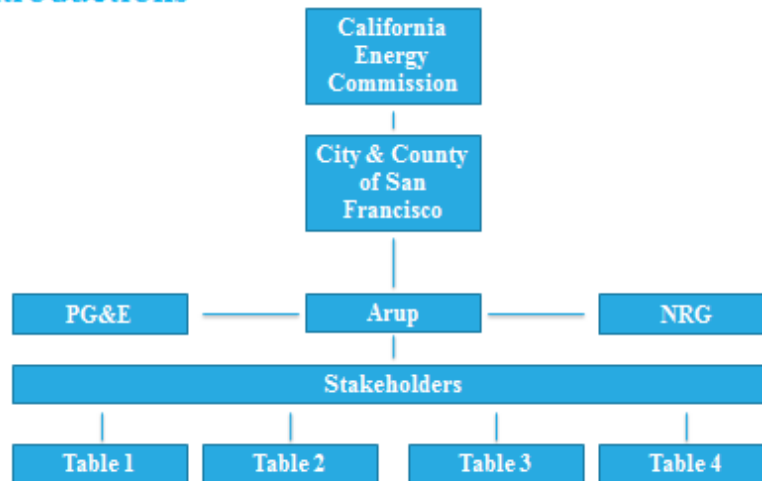 California
Energy
Commission
City & County
of San
Francisco
PG&E
Arup
NRG
Stakeholders
Table 1
Table 2
Table 3
Table 4